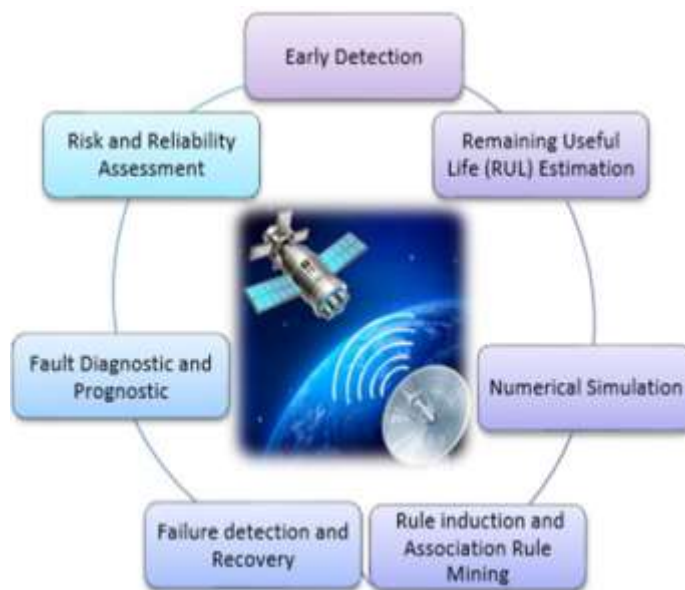 Early Detection
Remaining Useful
Life (RUL) Estimation
Numerical Simulation
Rule induction and
Association Rule
Mining
Failure detection and
Recovery
Fault Diagnostic and
Prognostic
Risk and Reliability
Assessment